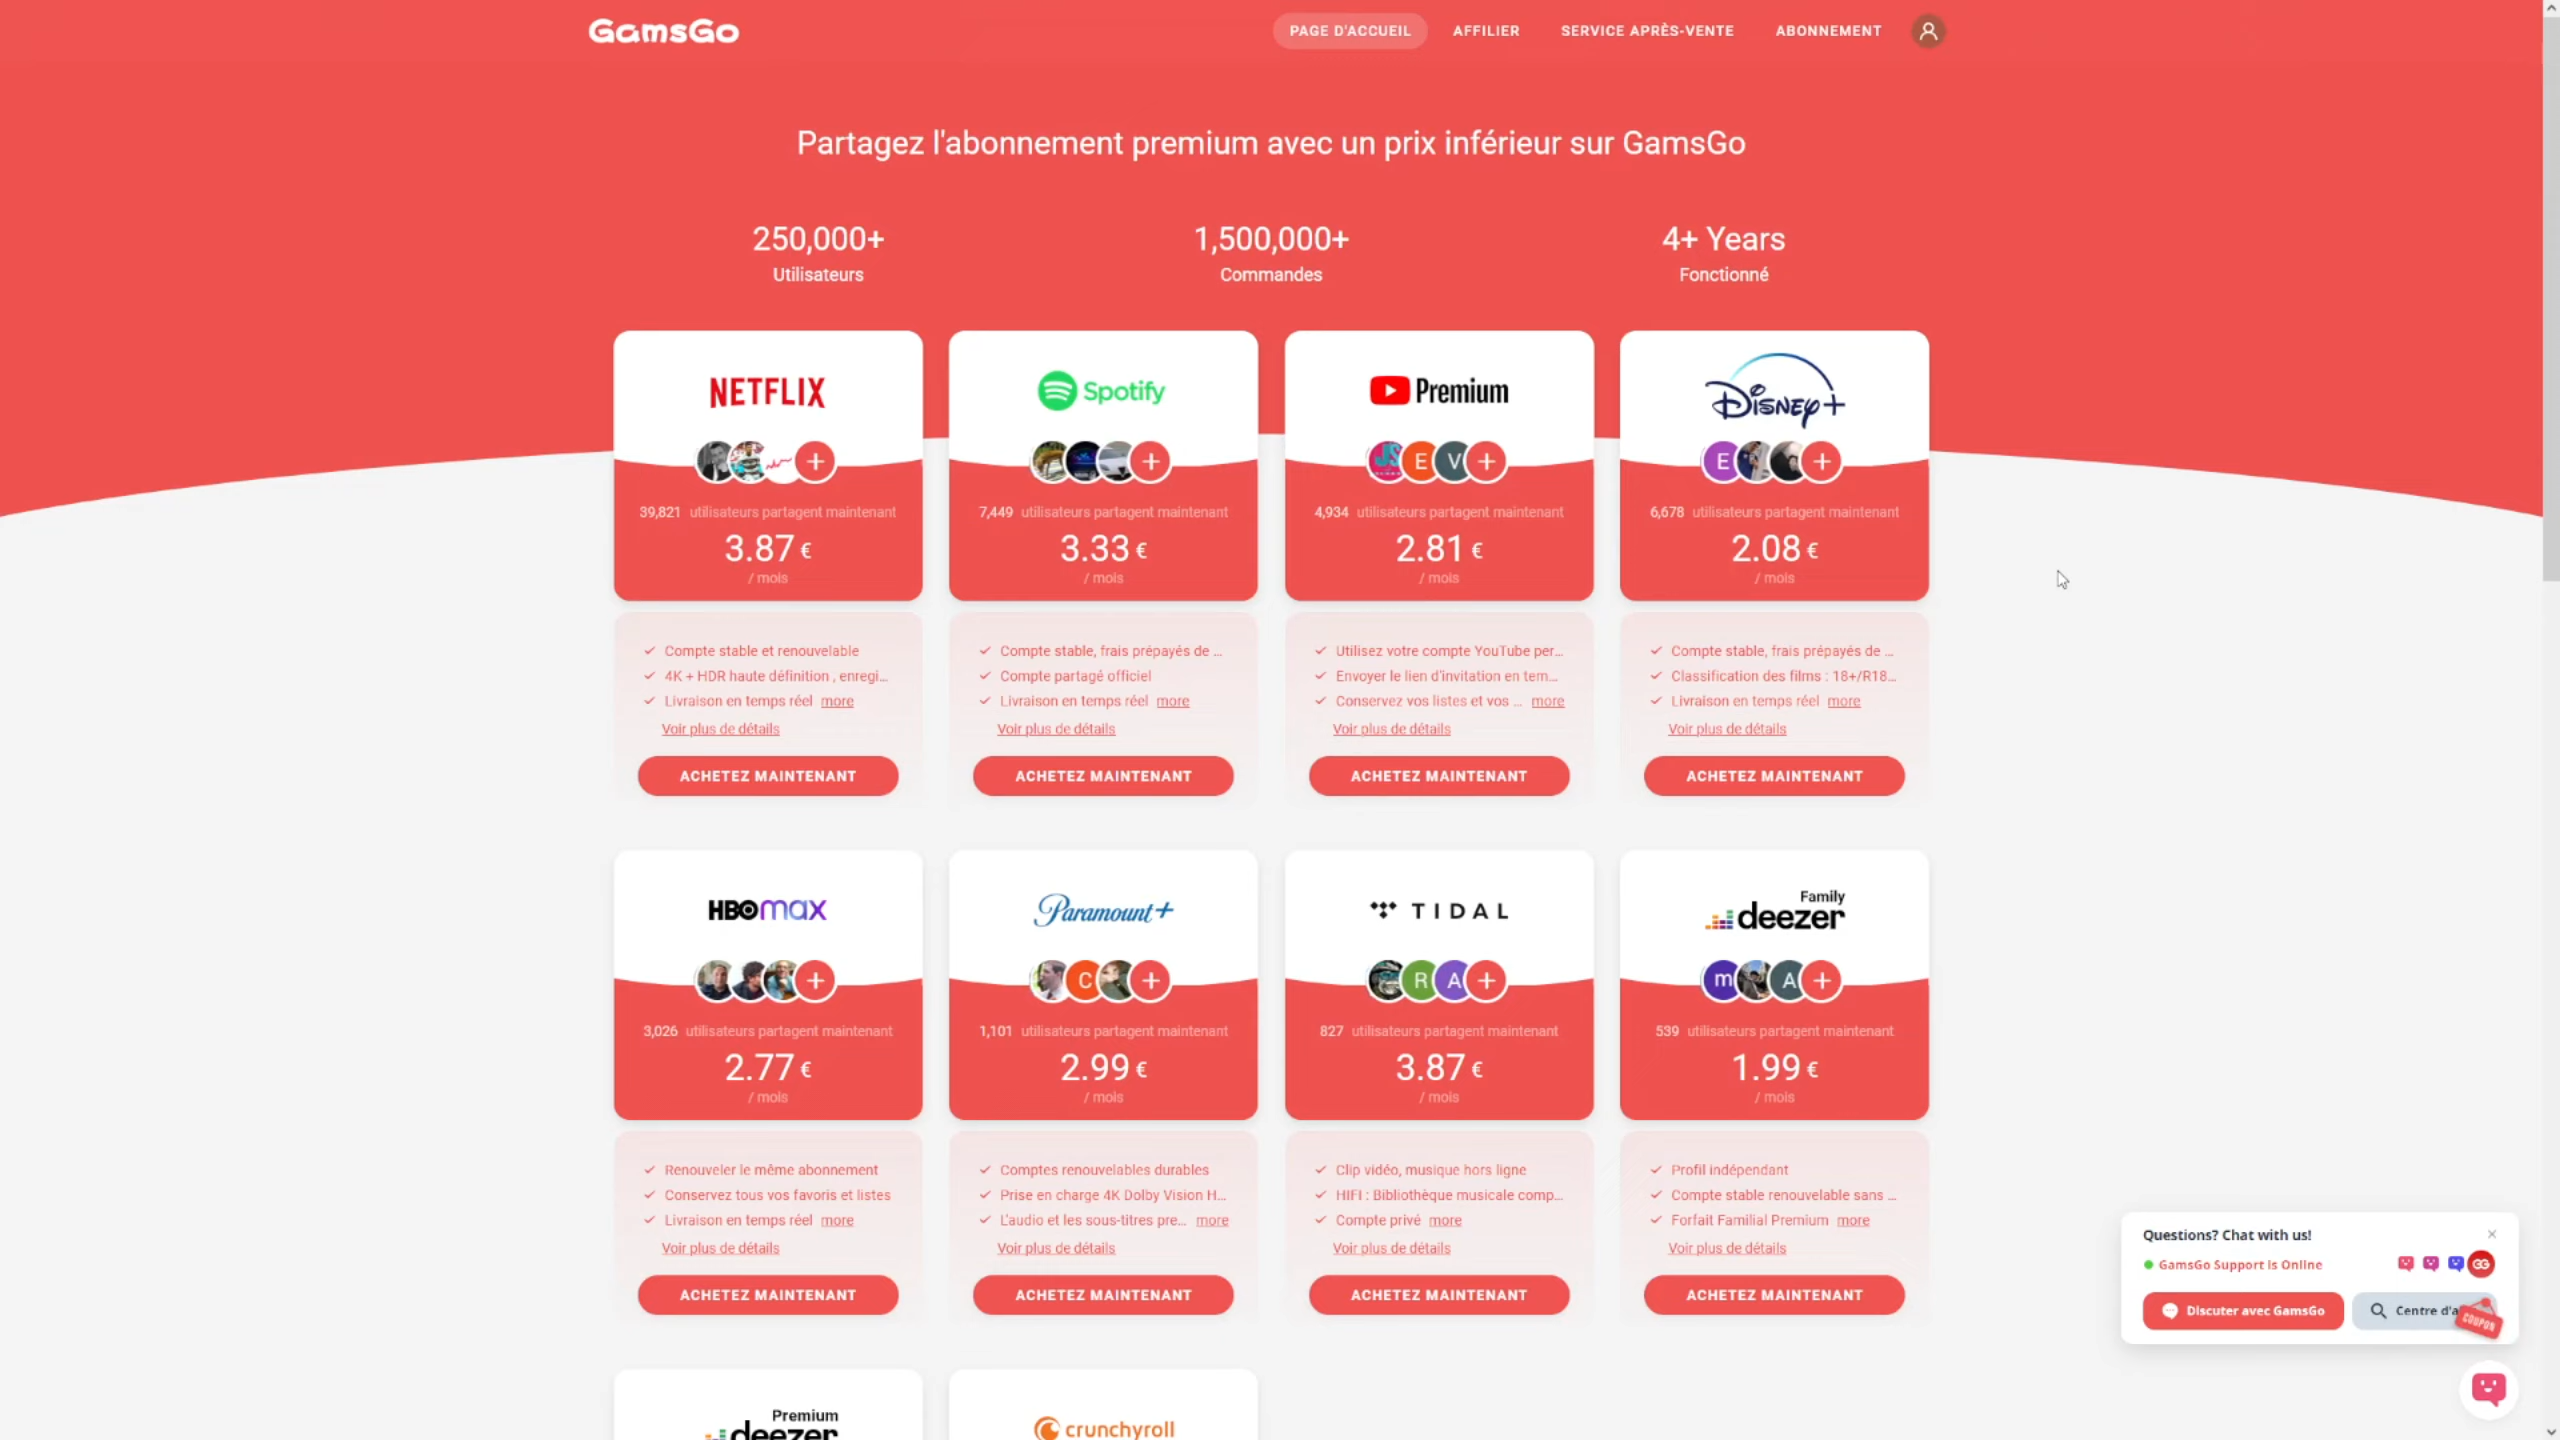 GamsGo
PAGE D'ACCUEIL
AFFILIER
SERVICE APRÈS-VENTE
ABONNEMENT
Partagez l'abonnement premium avec un prix inférieur sur GamsGo
250,000+
Utilisateurs
1,500,000+
Commandes
4+ Years
Fonctionné
NETFLIX
39,821 utilisateurs partagent maintenant
3.87 €
/ mois
Compte stable et renouvelable
4K + HDR haute définition , enregi...
Livraison en temps réel more
Voir plus de détails
ACHETEZ MAINTENANT
Spotify
7,449 utilisateurs partagent maintenant
3.33 €
/ mois
Compte stable, frais prépayés de ...
Compte partagé officiel
Livraison en temps réel more
Voir plus de détails
ACHETEZ MAINTENANT
Premium
JS
E
V
4,934 utilisateurs partagent maintenant
2.81 €
/ mois
Utilisez votre compte YouTube per...
Envoyer le lien d'invitation en tem...
Conservez vos listes et vos ... more
Voir plus de détails
ACHETEZ MAINTENANT
Disney+
E
6,678 utilisateurs partagent maintenant
2.08 €
/ mois
Compte stable, frais prépayés de ...
Classification des films : 18+/R18...
Livraison en temps réel more
Voir plus de détails
ACHETEZ MAINTENANT
HBOmax
3,026 utilisateurs partagent maintenant
2.77 €
/ mois
Renouveler le même abonnement
Conservez tous vos favoris et listes
Livraison en temps réel more
Voir plus de détails
ACHETEZ MAINTENANT
Paramount+
C
1,101 utilisateurs partagent maintenant
2.99 €
/ mois
Comptes renouvelables durables
Prise en charge 4K Dolby Vision H...
L'audio et les sous-titres pre... more
Voir plus de détails
ACHETEZ MAINTENANT
TIDAL
R
A
827 utilisateurs partagent maintenant
3.87 €
/ mois
Clip vidéo, musique hors ligne
HIFI : Bibliothèque musicale comp...
Compte privé more
Voir plus de détails
ACHETEZ MAINTENANT
Family
deezer
m
A
539 utilisateurs partagent maintenant
1.99 €
/ mois
Profil indépendant
Compte stable renouvelable sans ...
Forfait Familial Premium more
Voir plus de détails
ACHETEZ MAINTENANT
Premium
deezer
crunchyroll
Questions? Chat with us!
GamsGo Support is Online
GG
Discuter avec GamsGo
Centre d'a
COUPON